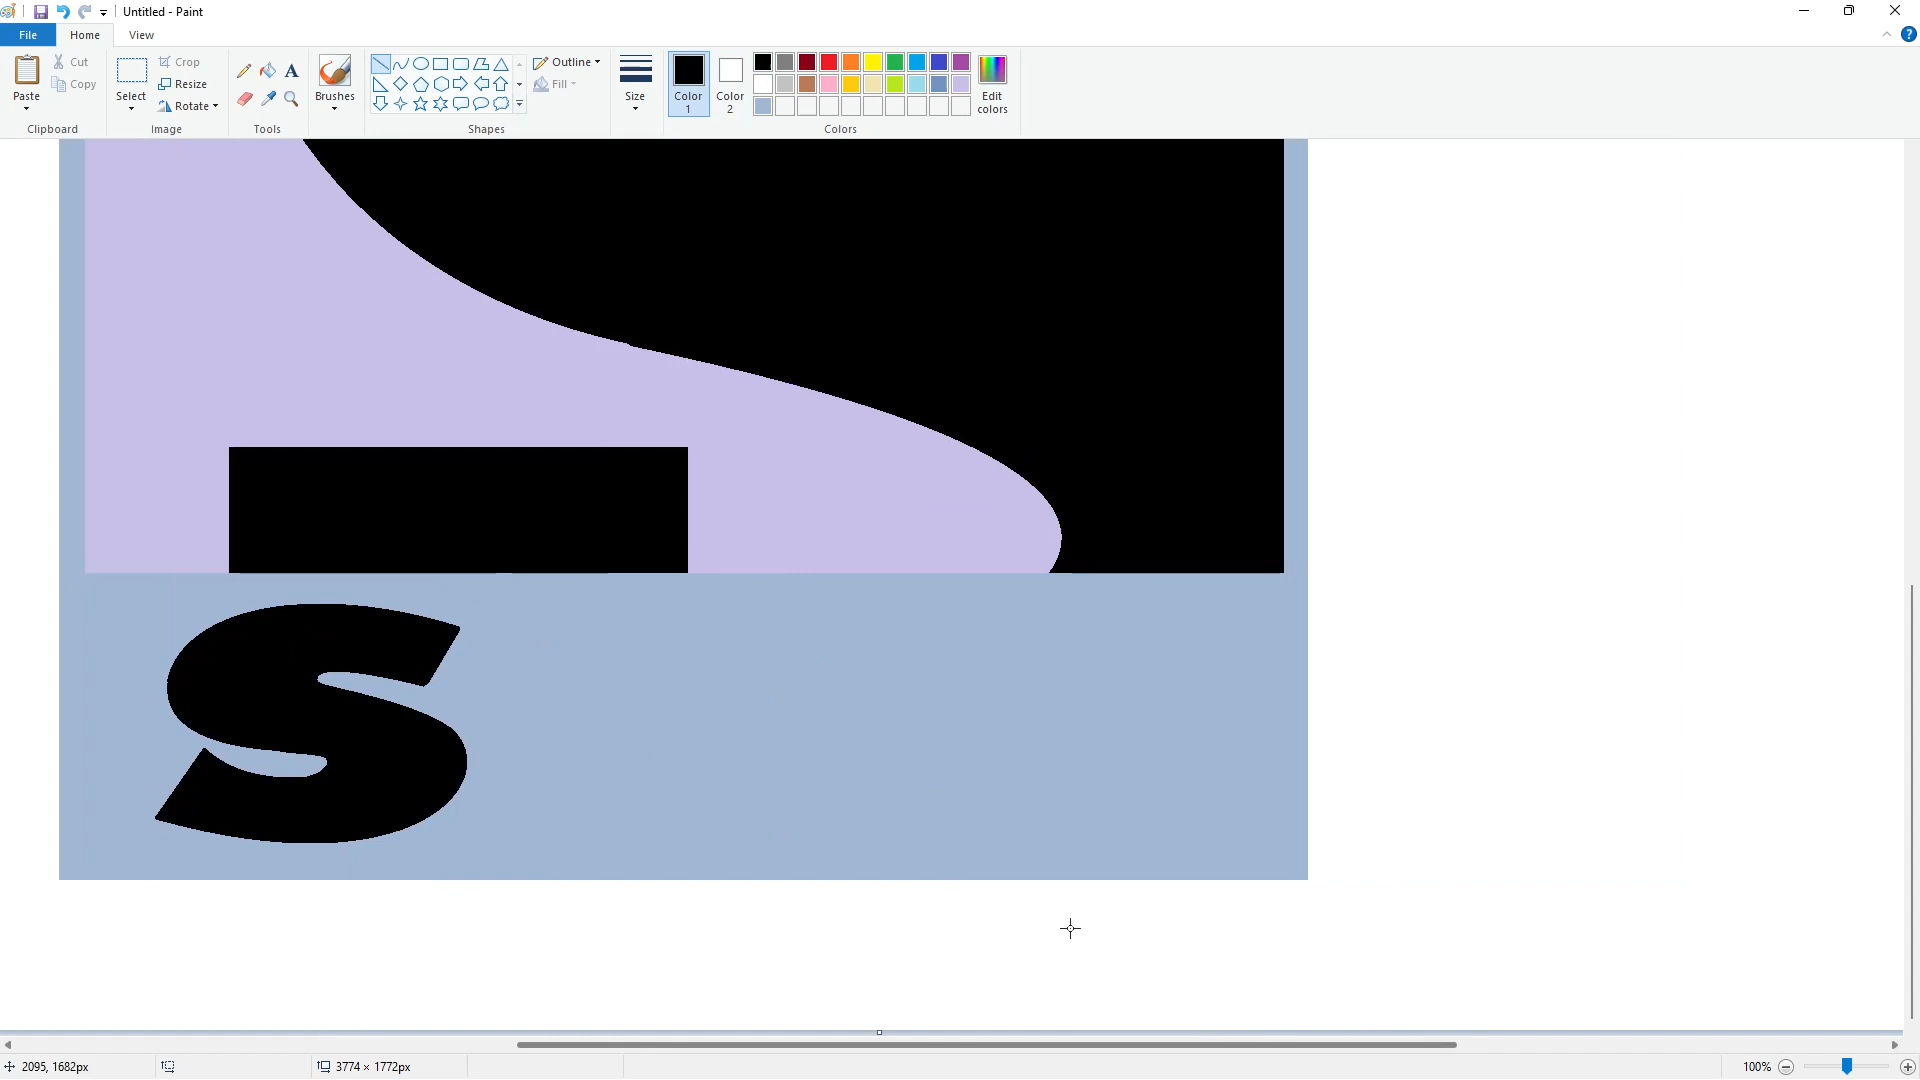 Untitled - Paint
File Home View ?
Paste Cut Copy Clipboard
Select Crop Resize Rotate Image
A Tools
Brushes
Outline Fill Shapes
Size
Color 1 Color 2 Edit colors Colors
S
2095, 1682px 3774 × 1772px 100%